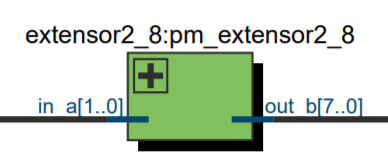 extensor2_8:pm_extensor2_8
in_a[1..0] out_b[7..0]